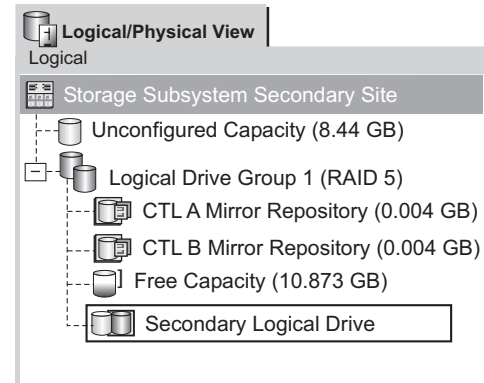 Logical/Physical View
Logical
Storage Subsystem Secondary Site
Unconfigured Capacity (8.44 GB)
Logical Drive Group 1 (RAID 5)
CTL A Mirror Repository (0.004 GB)
CTL B Mirror Repository (0.004 GB)
Free Capacity (10.873 GB)
Secondary Logical Drive